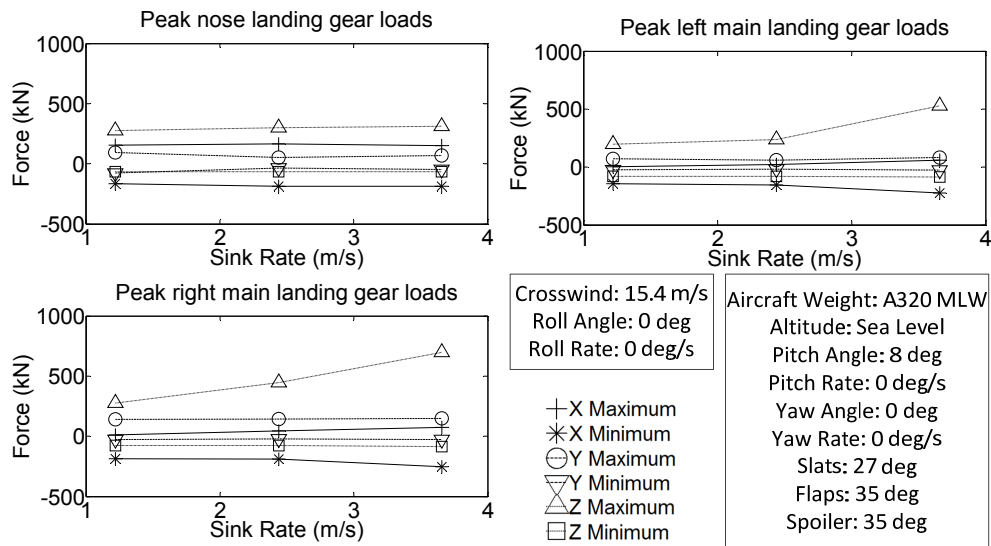 Peak nose landing gear loads
1000
500
0
-500
Force (kN)
1 2 3 4
Sink Rate (m/s)
Peak left main landing gear loads
1000
500
0
-500
Force (kN)
1 2 3 4
Sink Rate (m/s)
Peak right main landing gear loads
1000
500
0
-500
Force (kN)
1 2 3 4
Sink Rate (m/s)
Crosswind: 15.4 m/s
Roll Angle: 0 deg
Roll Rate: 0 deg/s
X Maximum
X Minimum
Y Maximum
Y Minimum
Z Maximum
Z Minimum
Aircraft Weight: A320 MLW
Altitude: Sea Level
Pitch Angle: 8 deg
Pitch Rate: 0 deg/s
Yaw Angle: 0 deg
Yaw Rate: 0 deg/s
Slats: 27 deg
Flaps: 35 deg
Spoiler: 35 deg